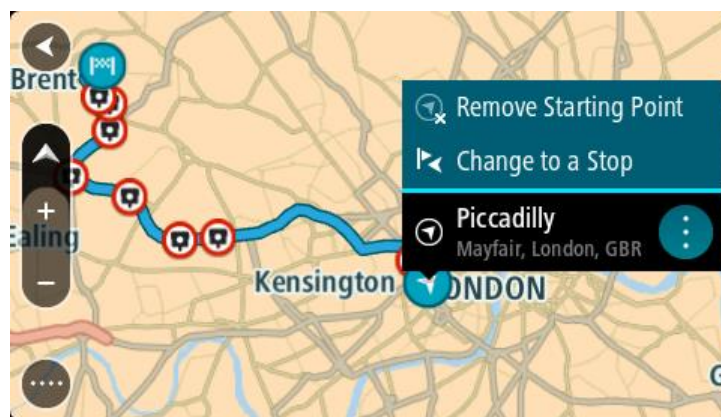 Brent
Remove Starting Point
Change to a Stop
Piccadilly
Mayfair, London, GBR
Ealing
Kensington
ONDON
G